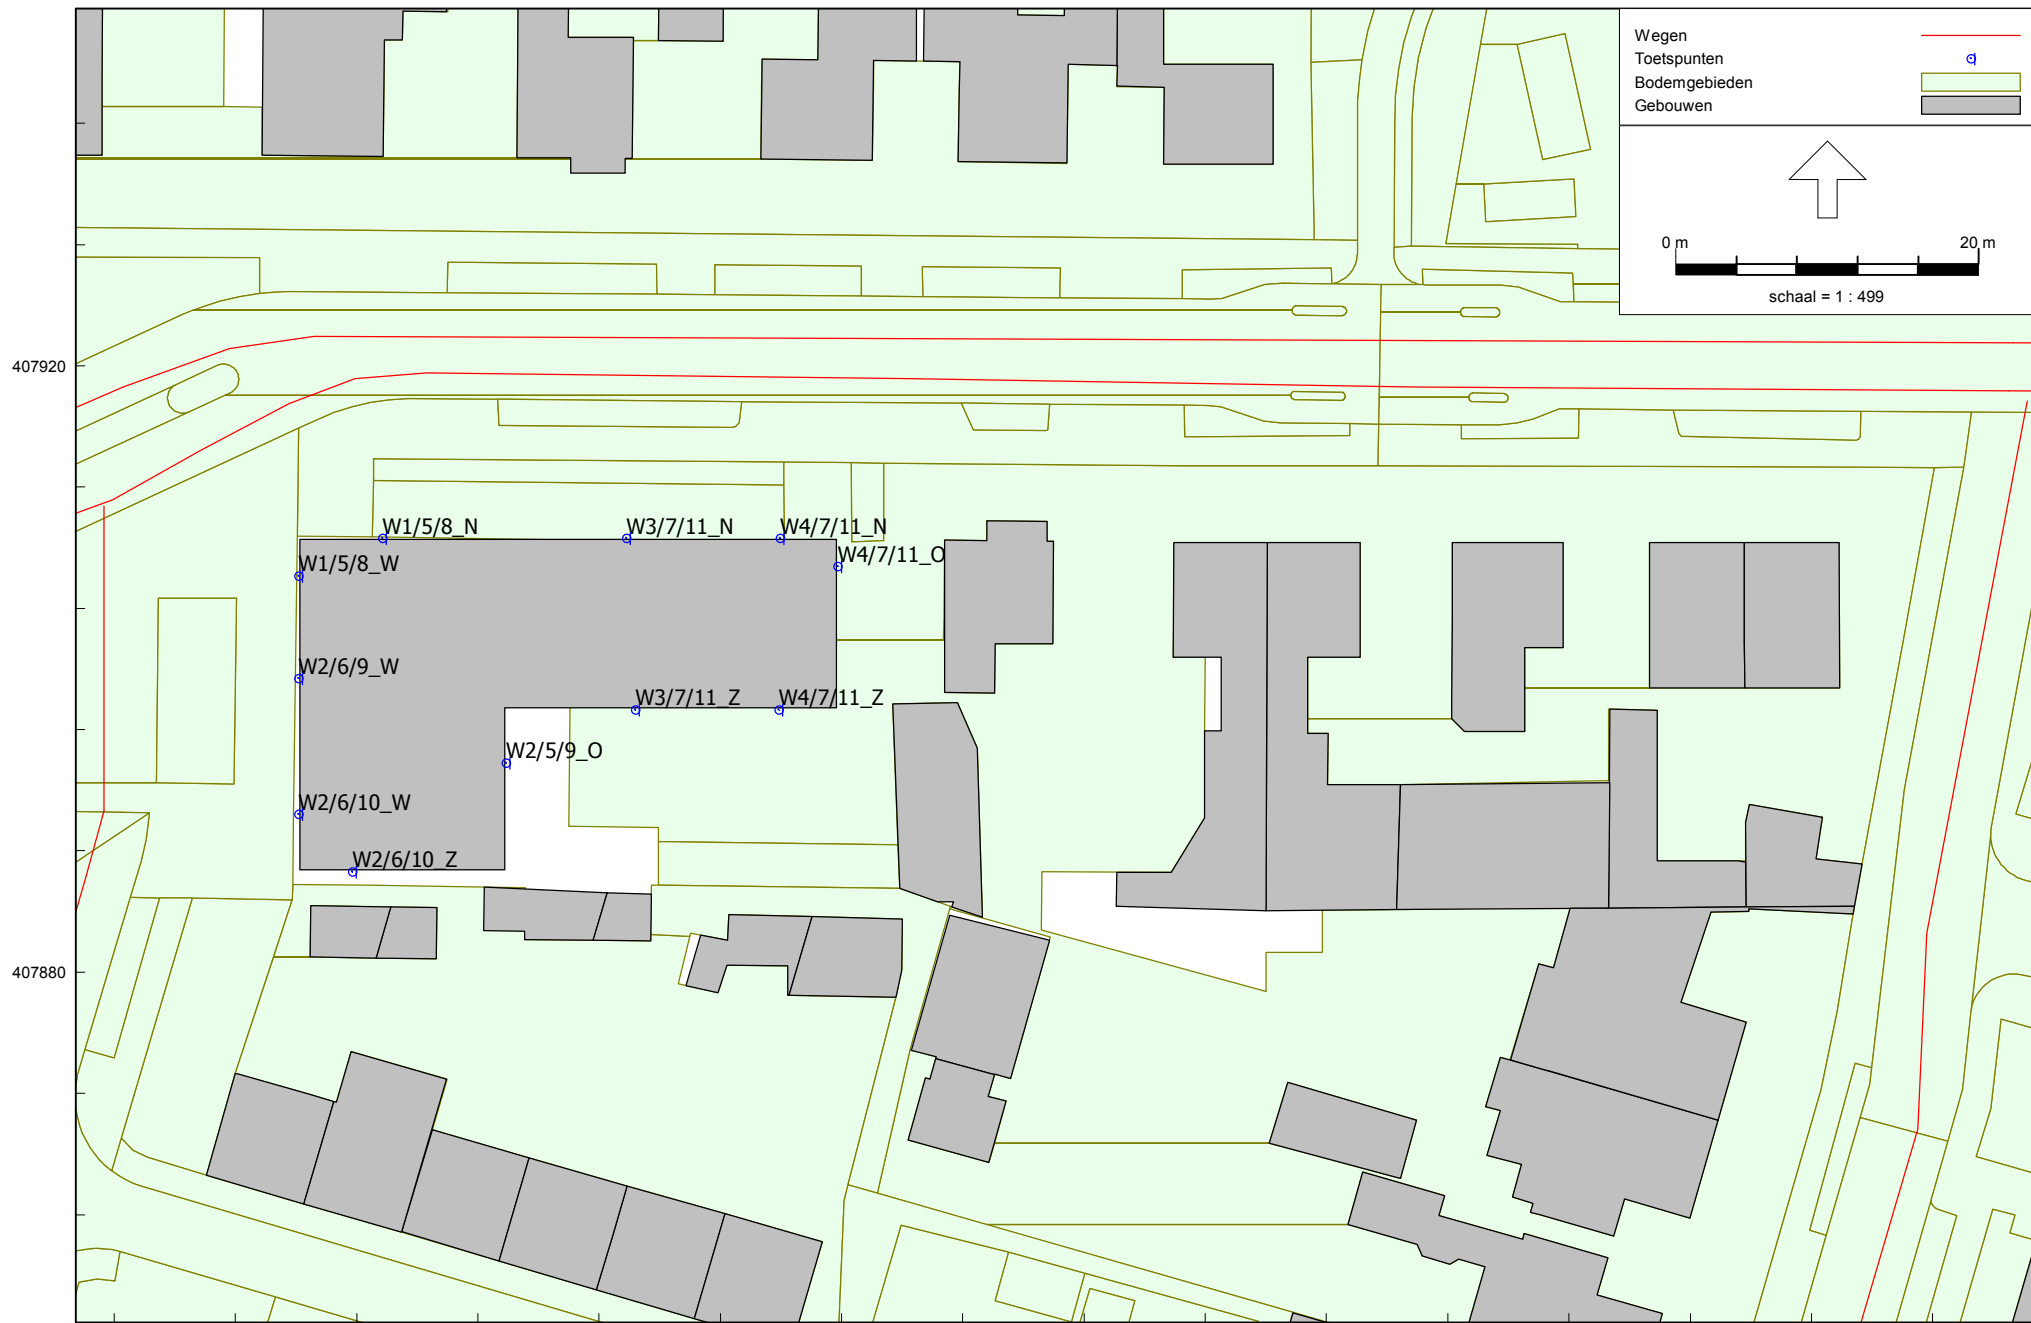 Wegen
Toetspunten
Bodemgebieden
Gebouwen
0 m
20 m
schaal = 1 : 499
407920
W1/5/8_N
W3/7/11_N
W4/7/11_N
W4/7/11_O
W1/5/8_W
W2/6/9_W
W3/7/11_Z
W4/7/11_Z
W2/5/9_O
W2/6/10_W
W2/6/10_Z
407880